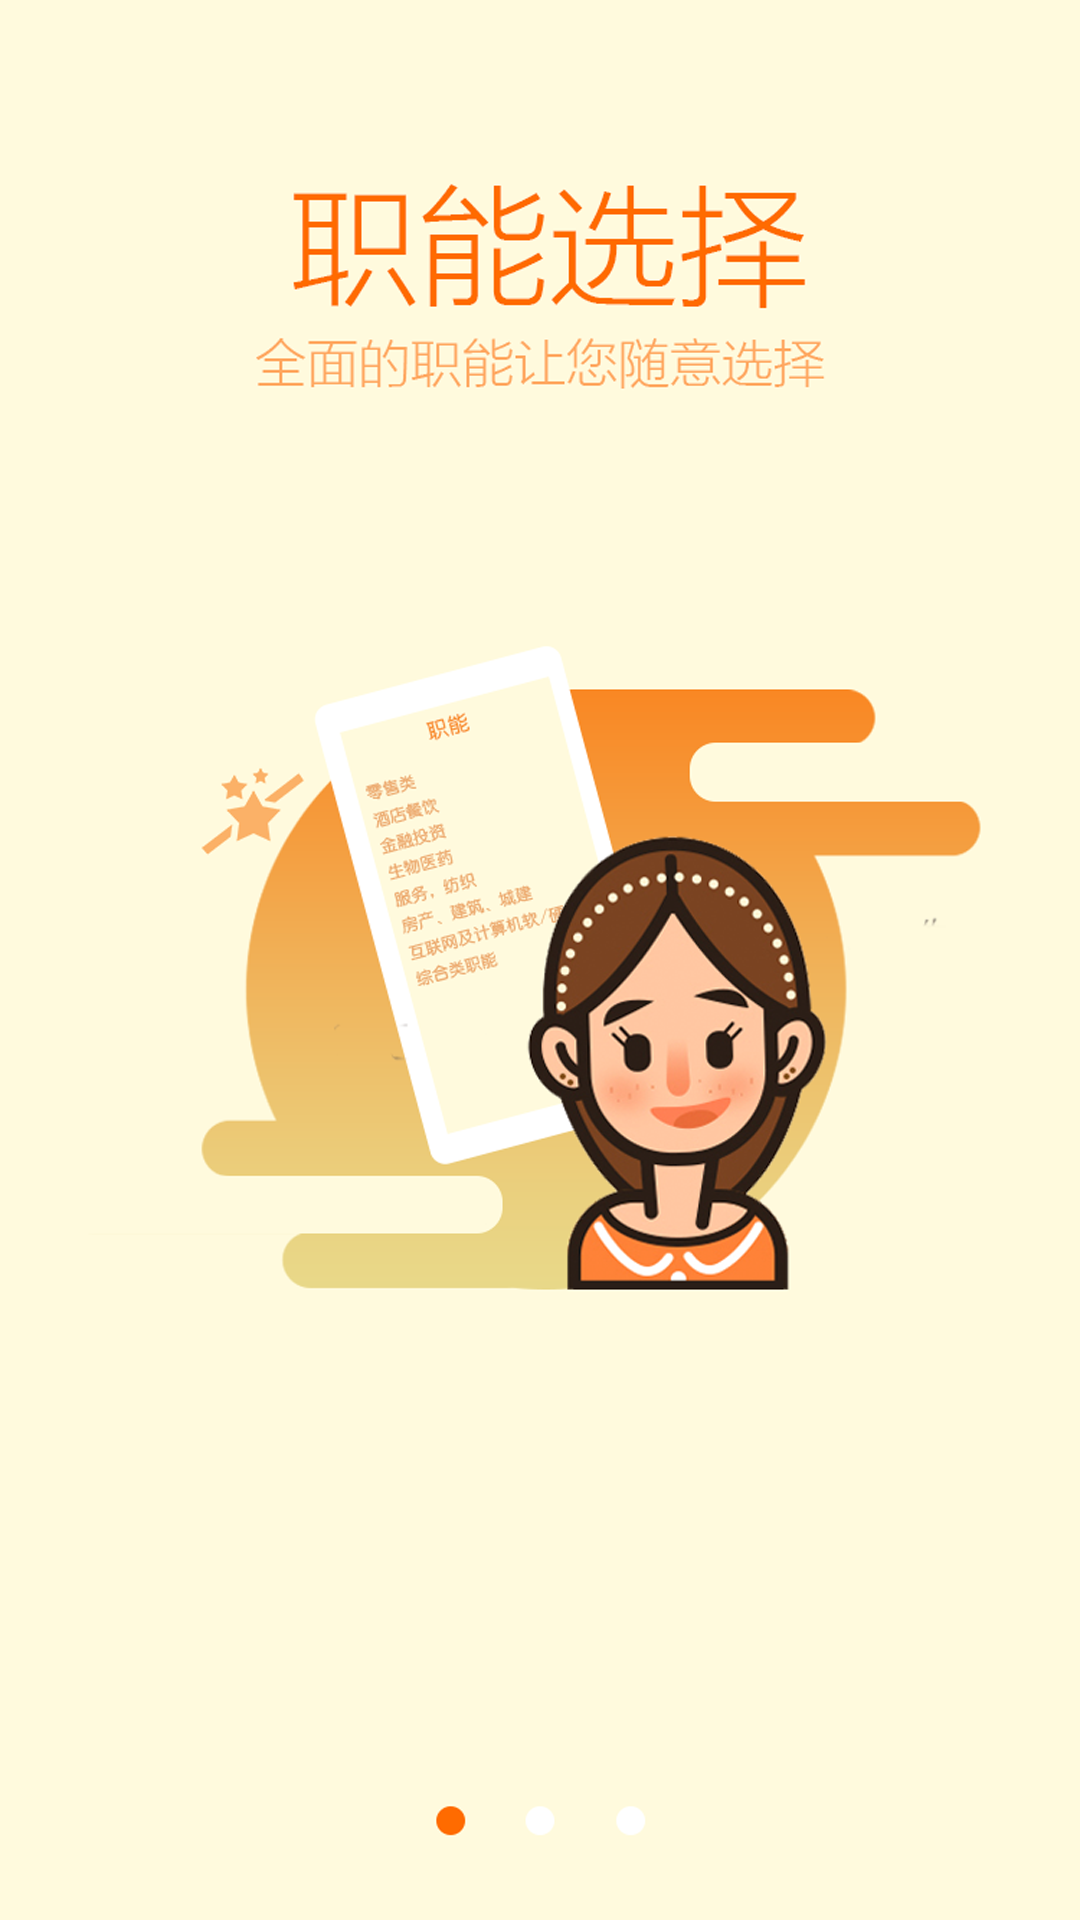 职能选择
全面的职能让您随意选择
职能
零售类
酒店餐饮
金融投资
生物医药
服务，纺织
房产、建筑、城建
互联网及计算机软/硬
综合类职能